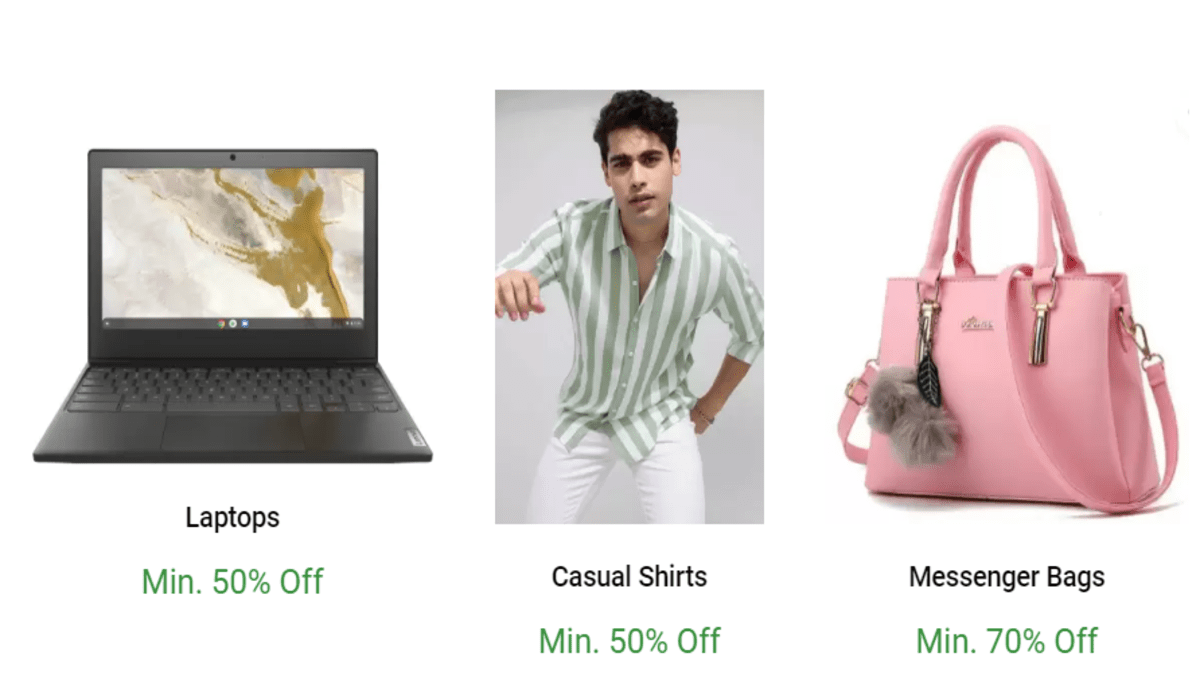 Laptops
Min. 50% Off
Casual Shirts
Min. 50% Off
Messenger Bags
Min. 70% Off